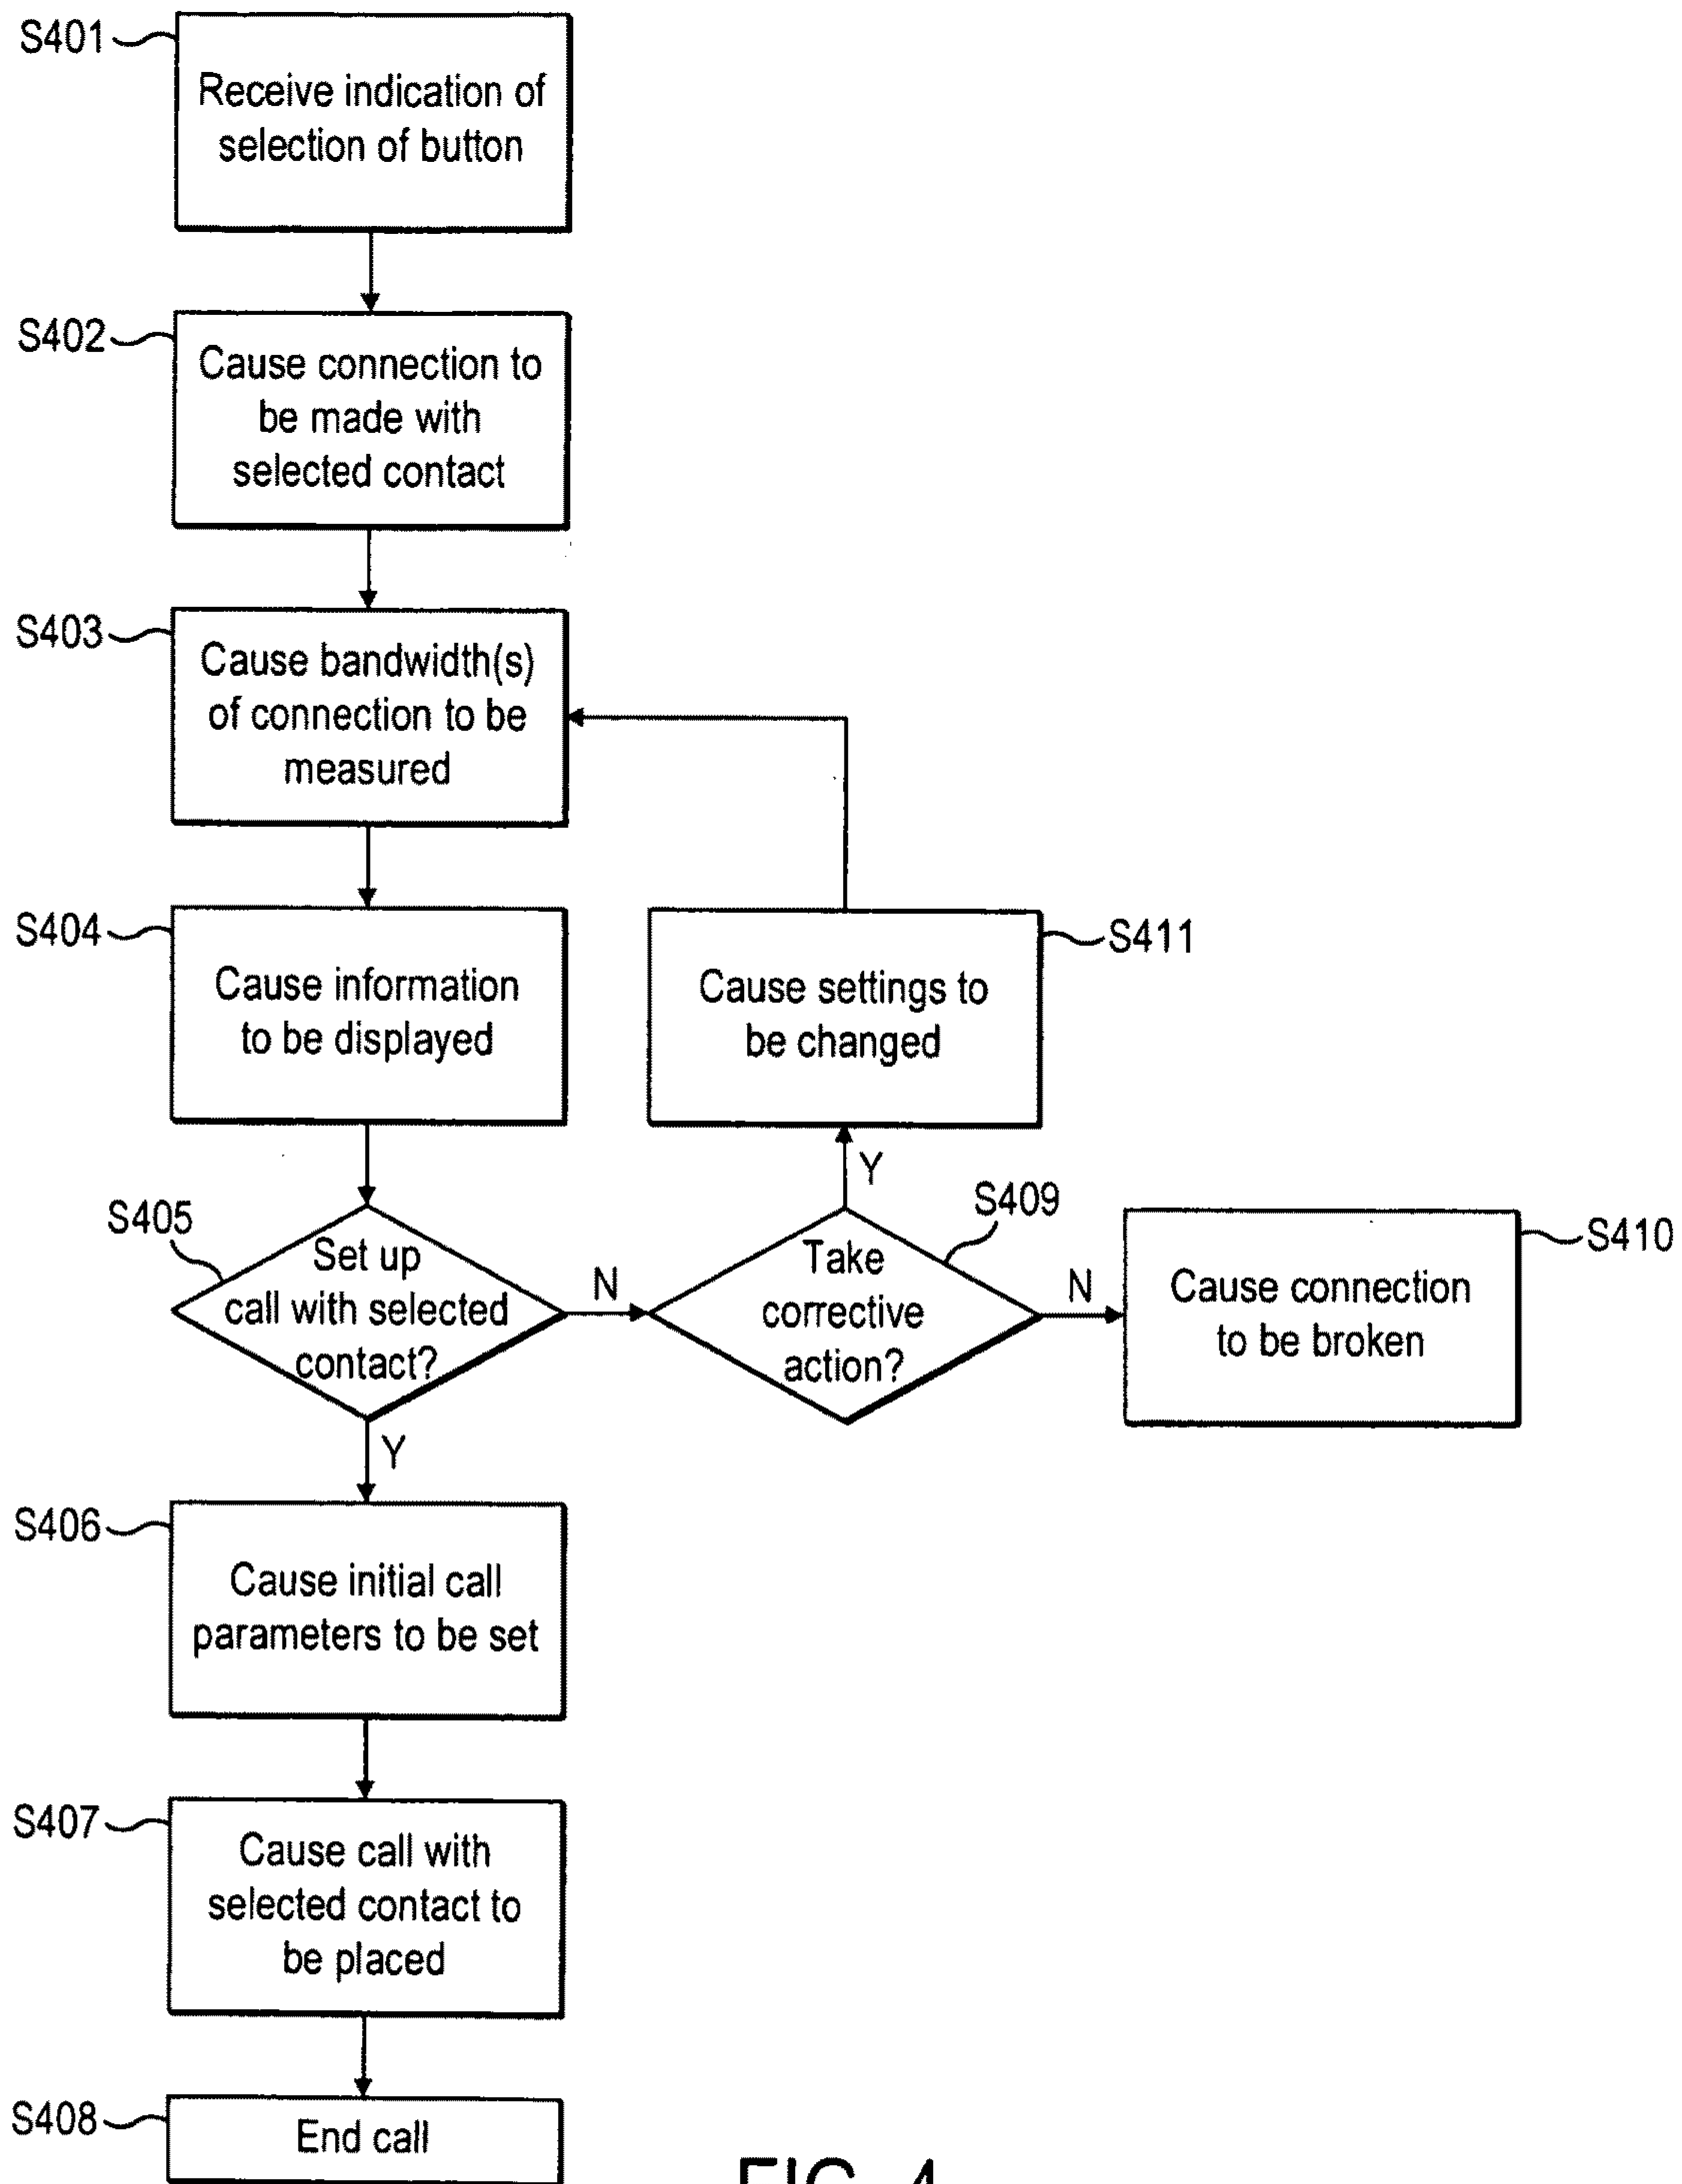 S401
Receive indication of
selection of button
S402
Cause connection to
be made with
selected contact
S403
Cause bandwidth(s)
of connection to be
measured
S404
Cause information
to be displayed
S411
Cause settings to
be changed
Y
S405
Set up
call with selected
contact?
N
S409
Take
corrective
action?
N
S410
Cause connection
to be broken
Y
S406
Cause initial call
parameters to be set
S407
Cause call with
selected contact to
be placed
S408
End call
FIG. 4